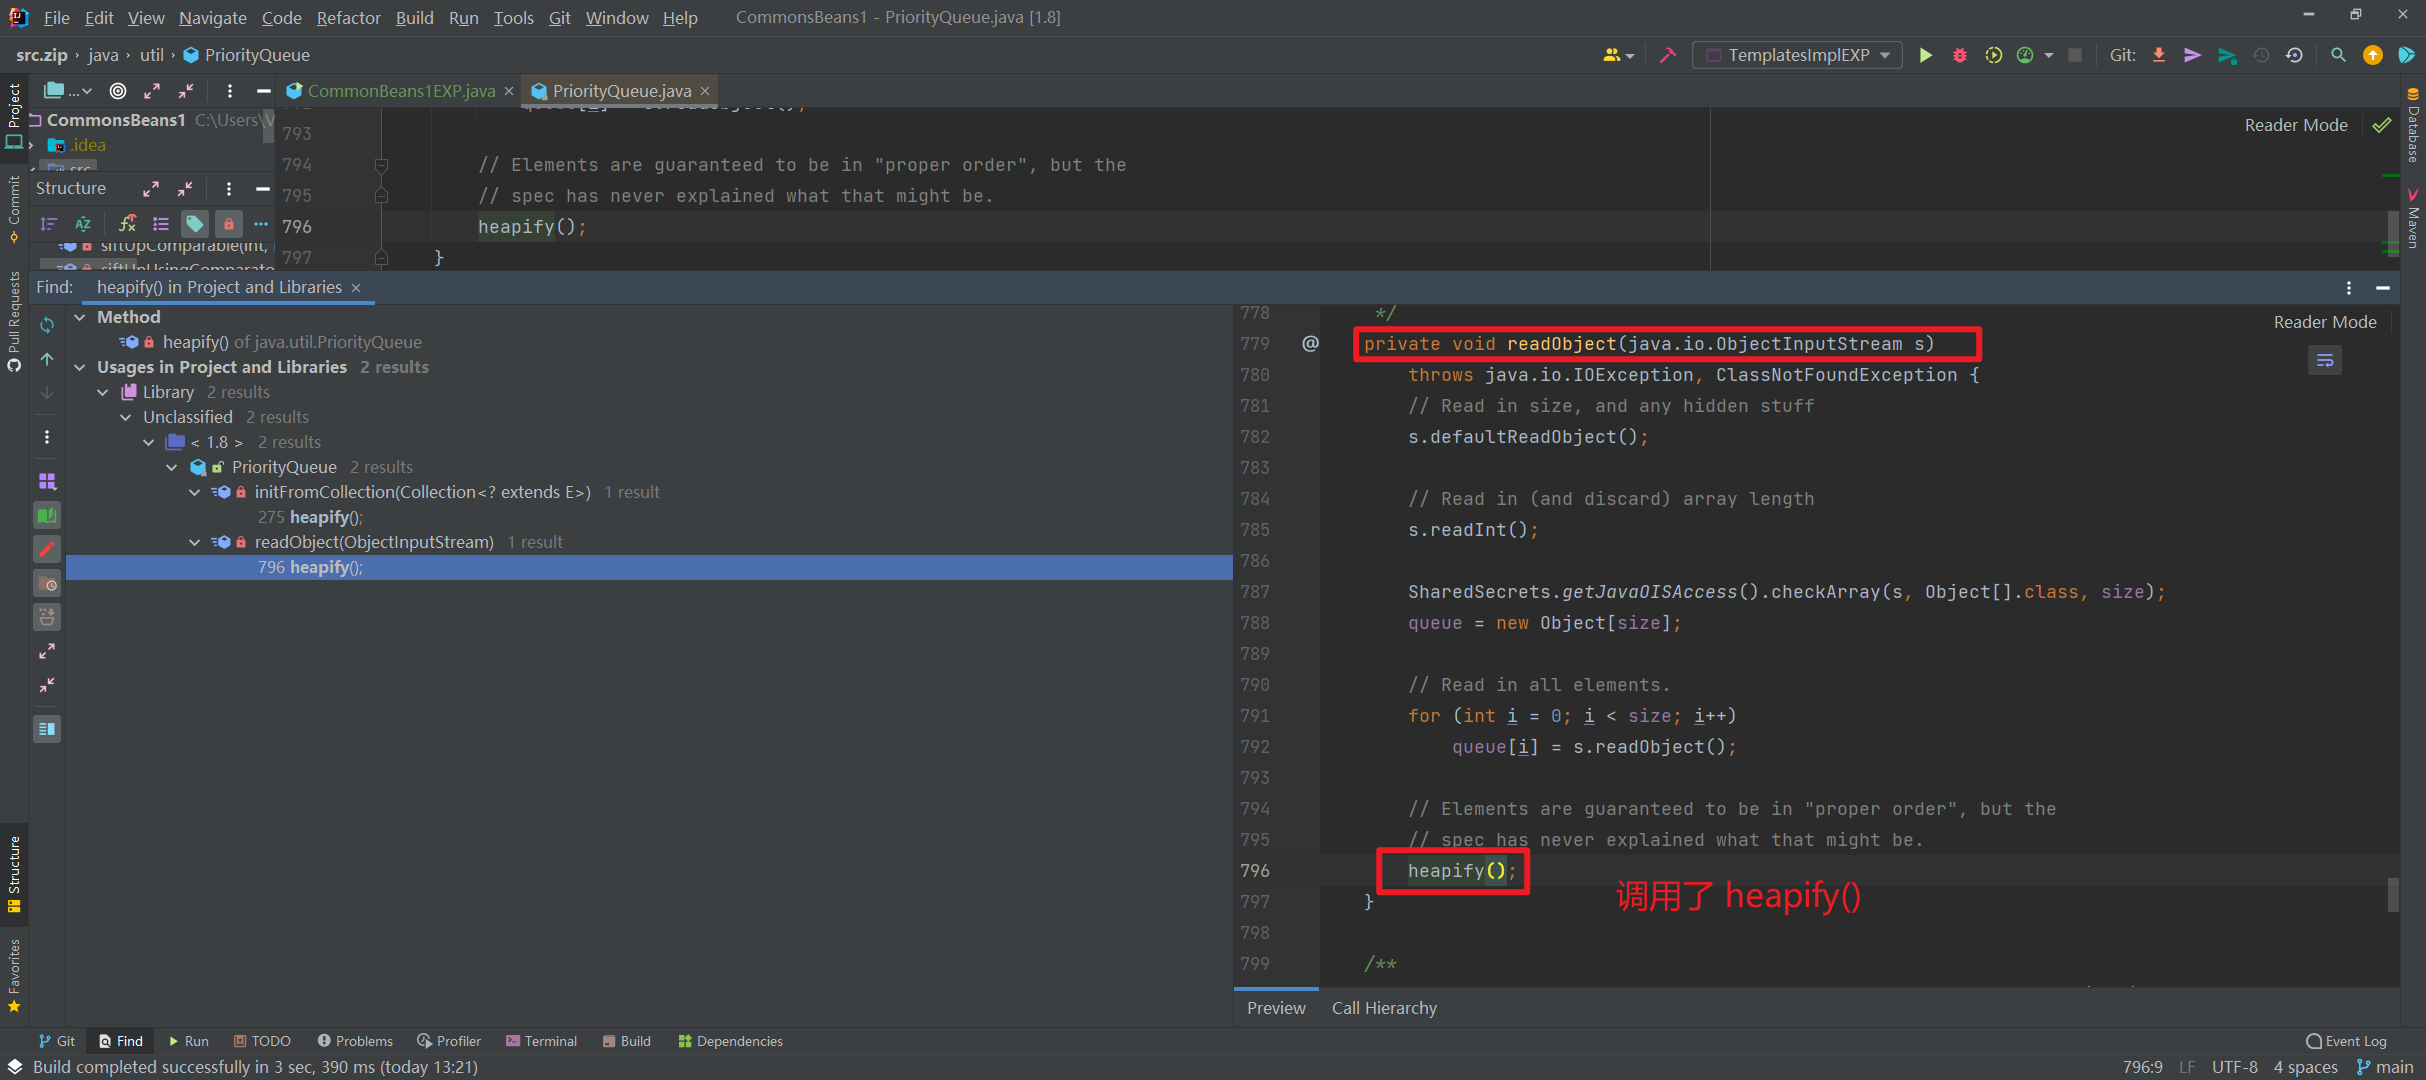 File Edit View Navigate Code Refactor Build Run Tools Git Window Help CommonsBeans1 - PriorityQueue.java [1.8]
src.zip java util PriorityQueue TemplatesImplEXP Git:
... CommonBeans1EXP.java PriorityQueue.java
CommonsBeans1 C:\Users\V
.idea
src
Structure
siftUpComparable(int,
siftUpUsingComparato
793
794 // Elements are guaranteed to be in "proper order", but the
795 // spec has never explained what that might be.
796 heapify();
797 }
Reader Mode
Project
Commit
Pull Requests
Structure
Favorites
Database
Maven
Find: heapify() in Project and Libraries
Method
heapify() of java.util.PriorityQueue
Usages in Project and Libraries 2 results
Library 2 results
Unclassified 2 results
< 1.8 > 2 results
PriorityQueue 2 results
initFromCollection(Collection<? extends E>) 1 result
275 heapify();
readObject(ObjectInputStream) 1 result
796 heapify();
778 */
Reader Mode
779 @ private void readObject(java.io.ObjectInputStream s)
780 throws java.io.IOException, ClassNotFoundException {
781 // Read in size, and any hidden stuff
782 s.defaultReadObject();
783
784 // Read in (and discard) array length
785 s.readInt();
786
787 SharedSecrets.getJavaOISAccess().checkArray(s, Object[].class, size);
788 queue = new Object[size];
789
790 // Read in all elements.
791 for (int i = 0; i < size; i++)
792 queue[i] = s.readObject();
793
794 // Elements are guaranteed to be in "proper order", but the
795 // spec has never explained what that might be.
796 heapify();
调用了 heapify()
797 }
798
799 /**
Preview Call Hierarchy
Git Find Run TODO Problems Profiler Terminal Build Dependencies Event Log
Build completed successfully in 3 sec, 390 ms (today 13:21) 796:9 LF UTF-8 4 spaces main